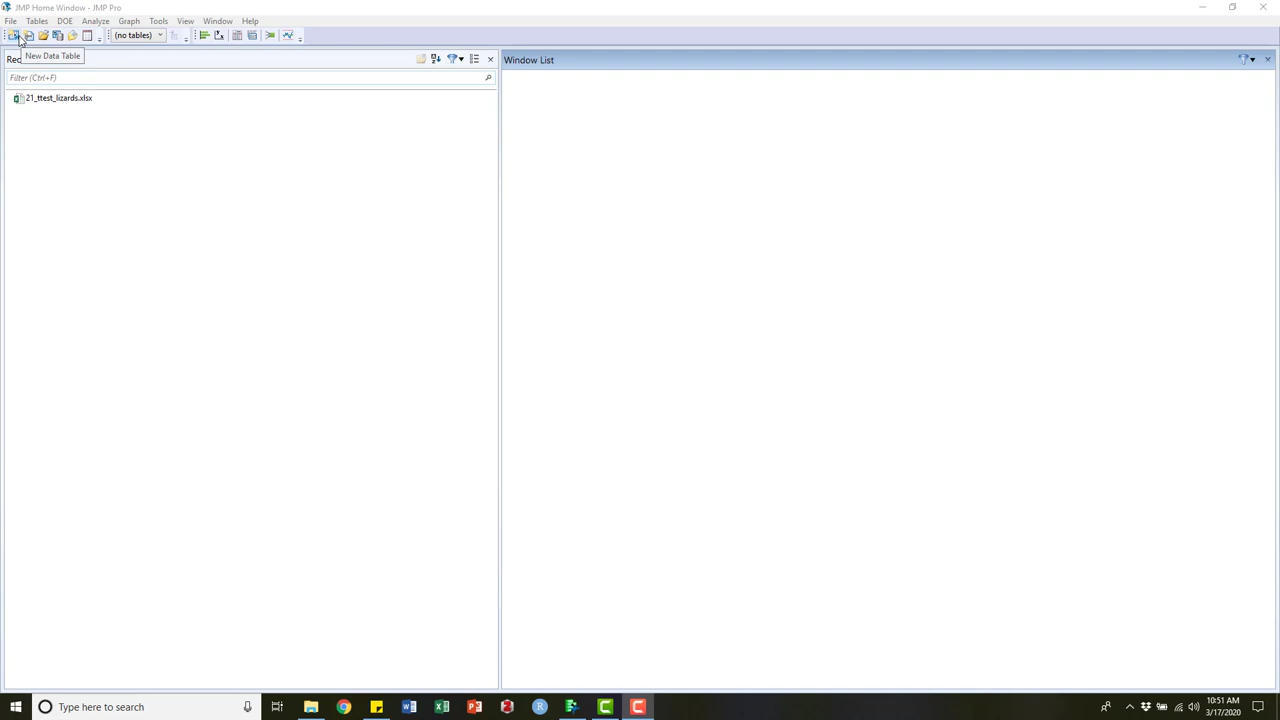 JMP Home Window - JMP Pro
File Tables DOE Analyze Graph Tools View Window Help
(no tables)
New Data Table
Rec
Window List
Filter (Ctrl+F)
21_ttest_lizards.xlsx
Type here to search
10:51 AM
3/17/2020